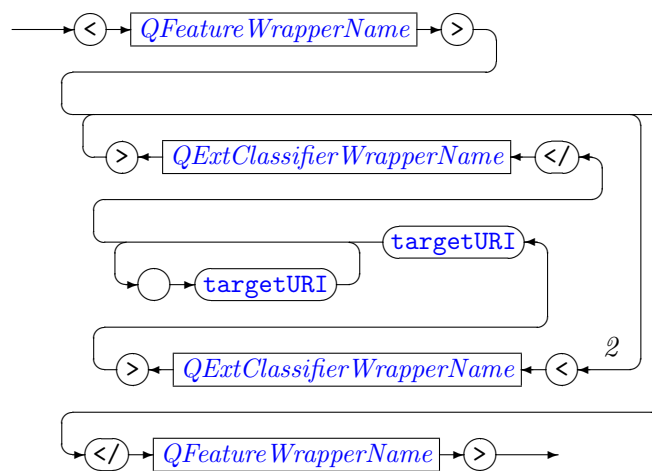 < QFeatureWrapperName >
> QExtClassifierWrapperName </
targetURI
targetURI
2
> QExtClassifierWrapperName <
</ QFeatureWrapperName >